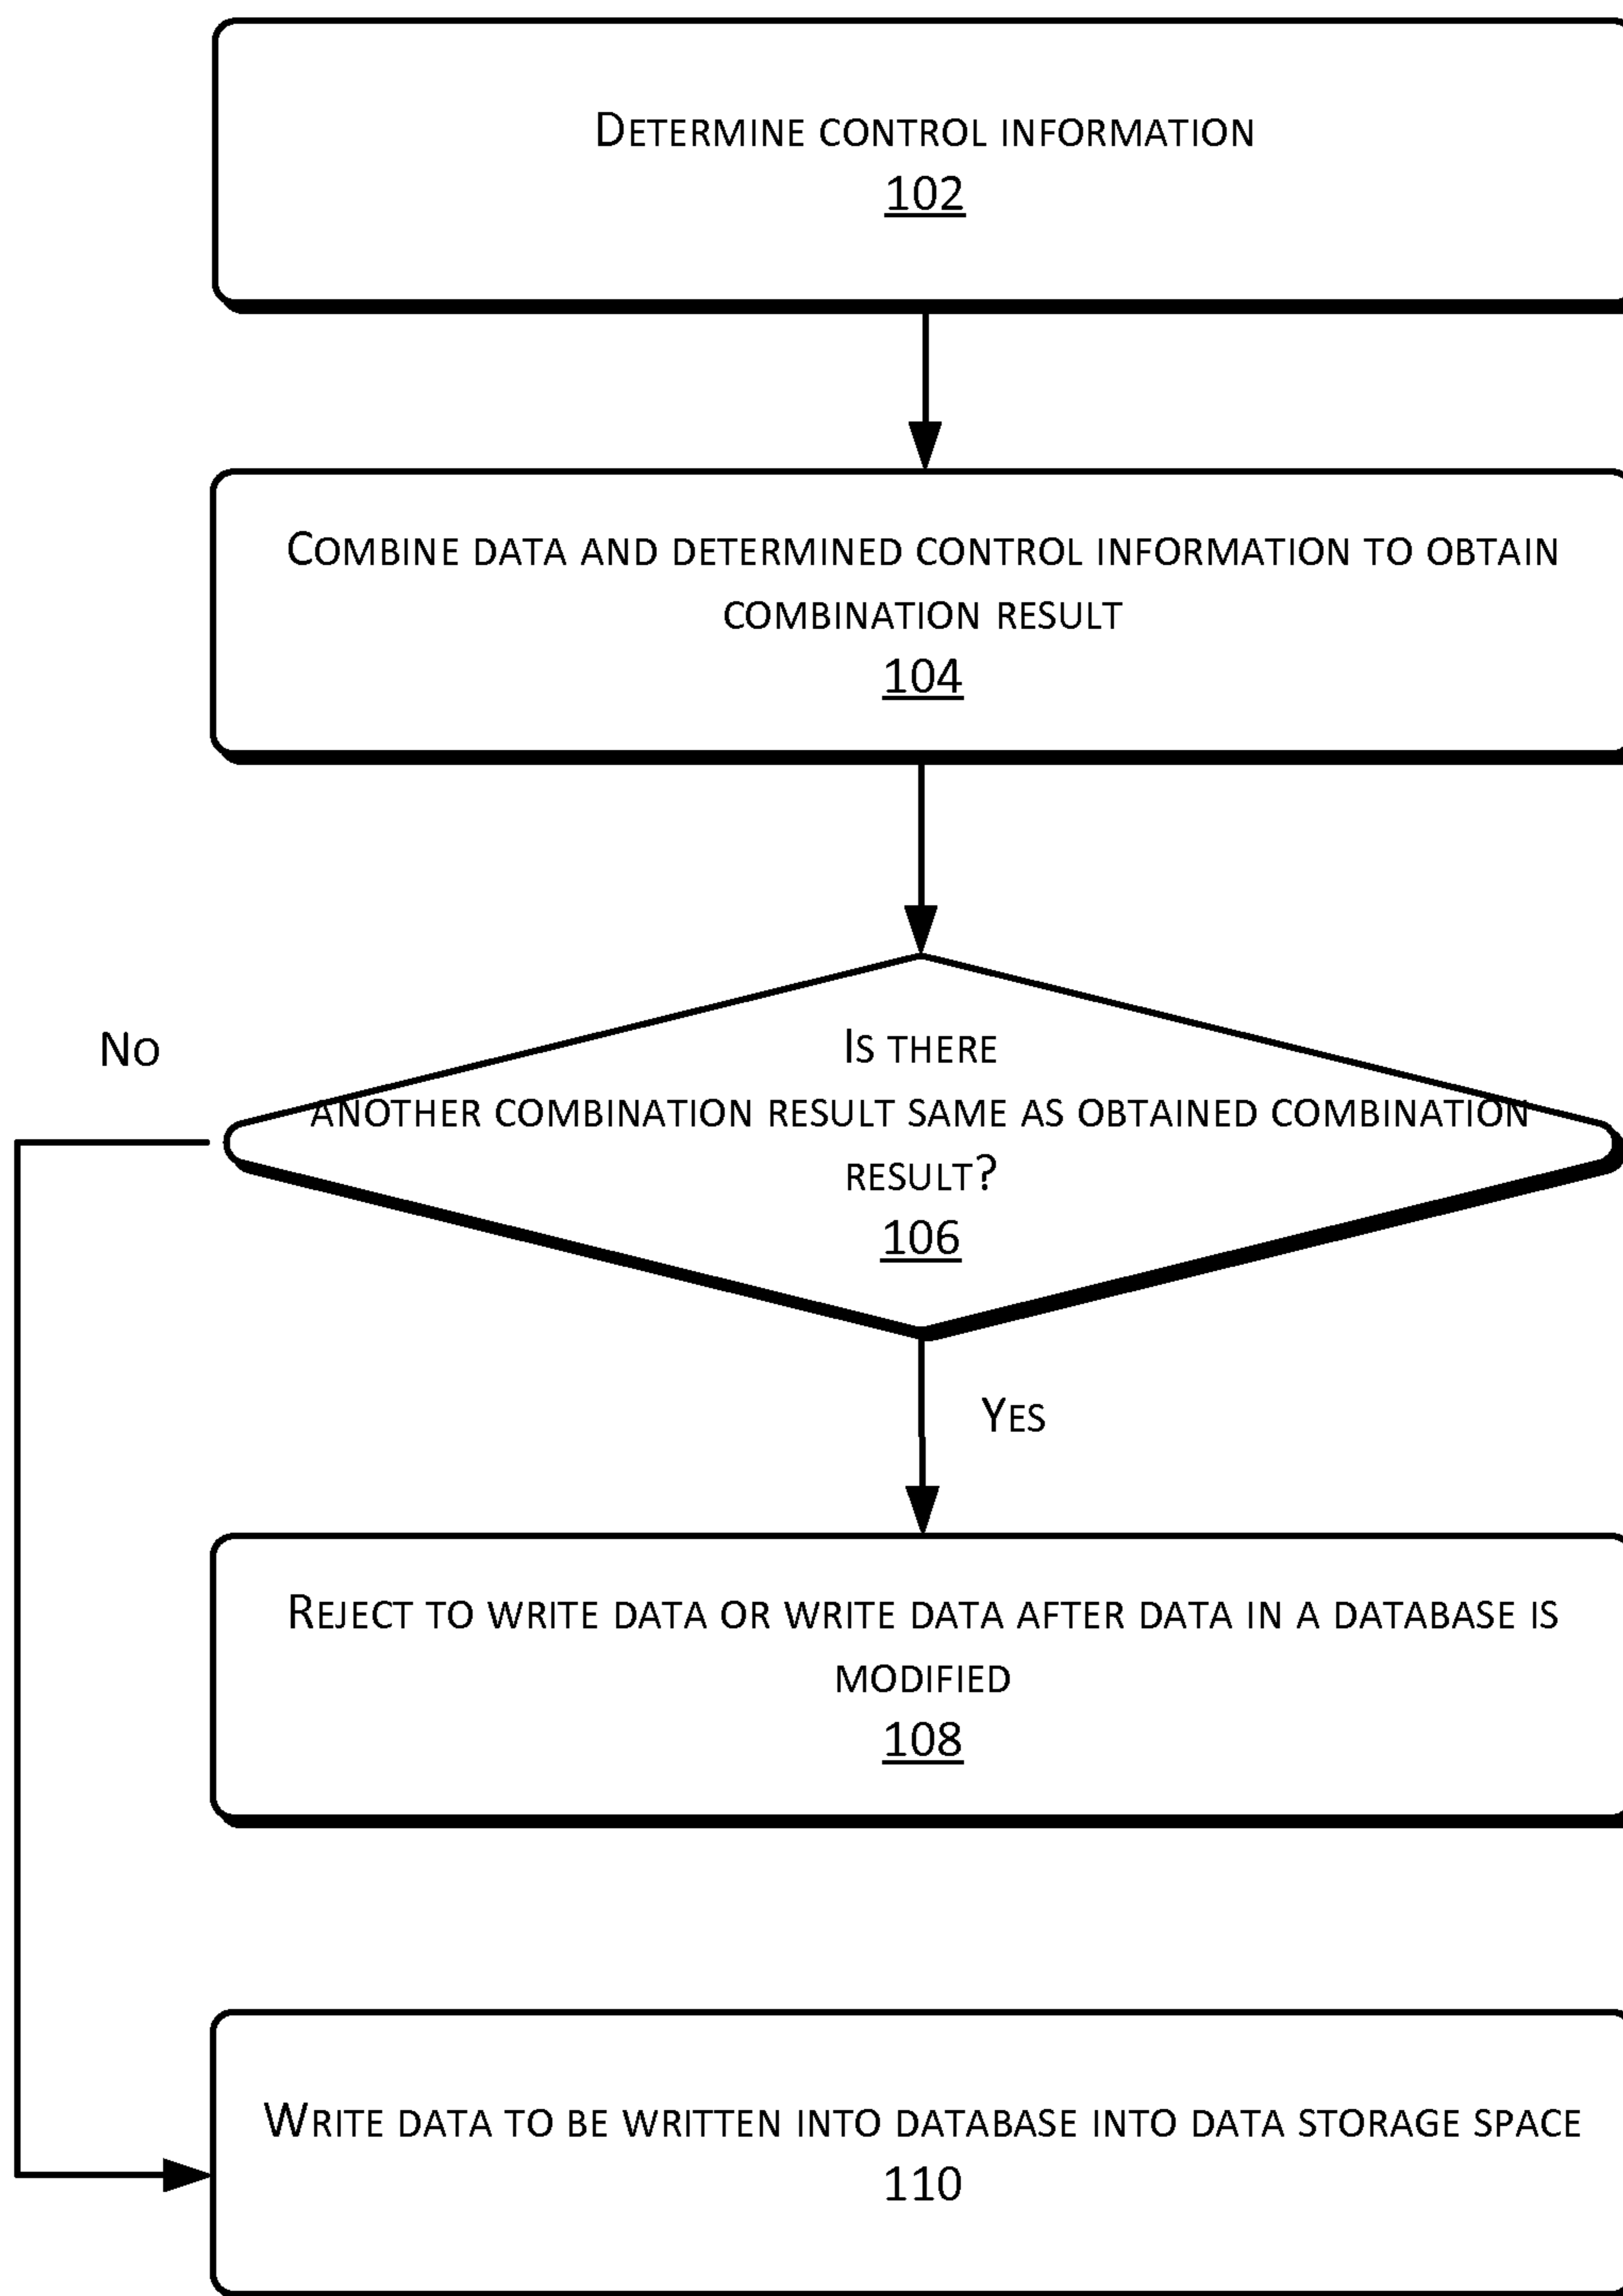 DETERMINE CONTROL INFORMATION
102
COMBINE DATA AND DETERMINED CONTROL INFORMATION TO OBTAIN
COMBINATION RESULT
104
NO
IS THERE
ANOTHER COMBINATION RESULT SAME AS OBTAINED COMBINATION
RESULT?
106
YES
REJECT TO WRITE DATA OR WRITE DATA AFTER DATA IN A DATABASE IS
MODIFIED
108
WRITE DATA TO BE WRITTEN INTO DATABASE INTO DATA STORAGE SPACE
110